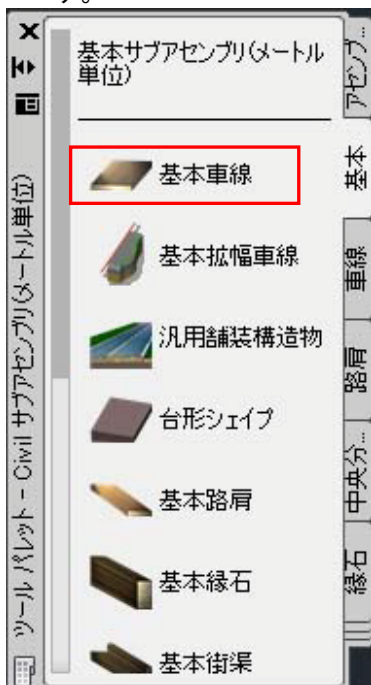 す。
基本サブアセンブリ(メートル
単位)
基本車線
基本拡幅車線
汎用舗装構造物
台形シェイプ
基本路肩
基本縁石
基本街渠
アセンブ...
基本
車線
路肩
中央分...
縁石
ツール パレット - Civil サブアセンブリ(メートル単位)